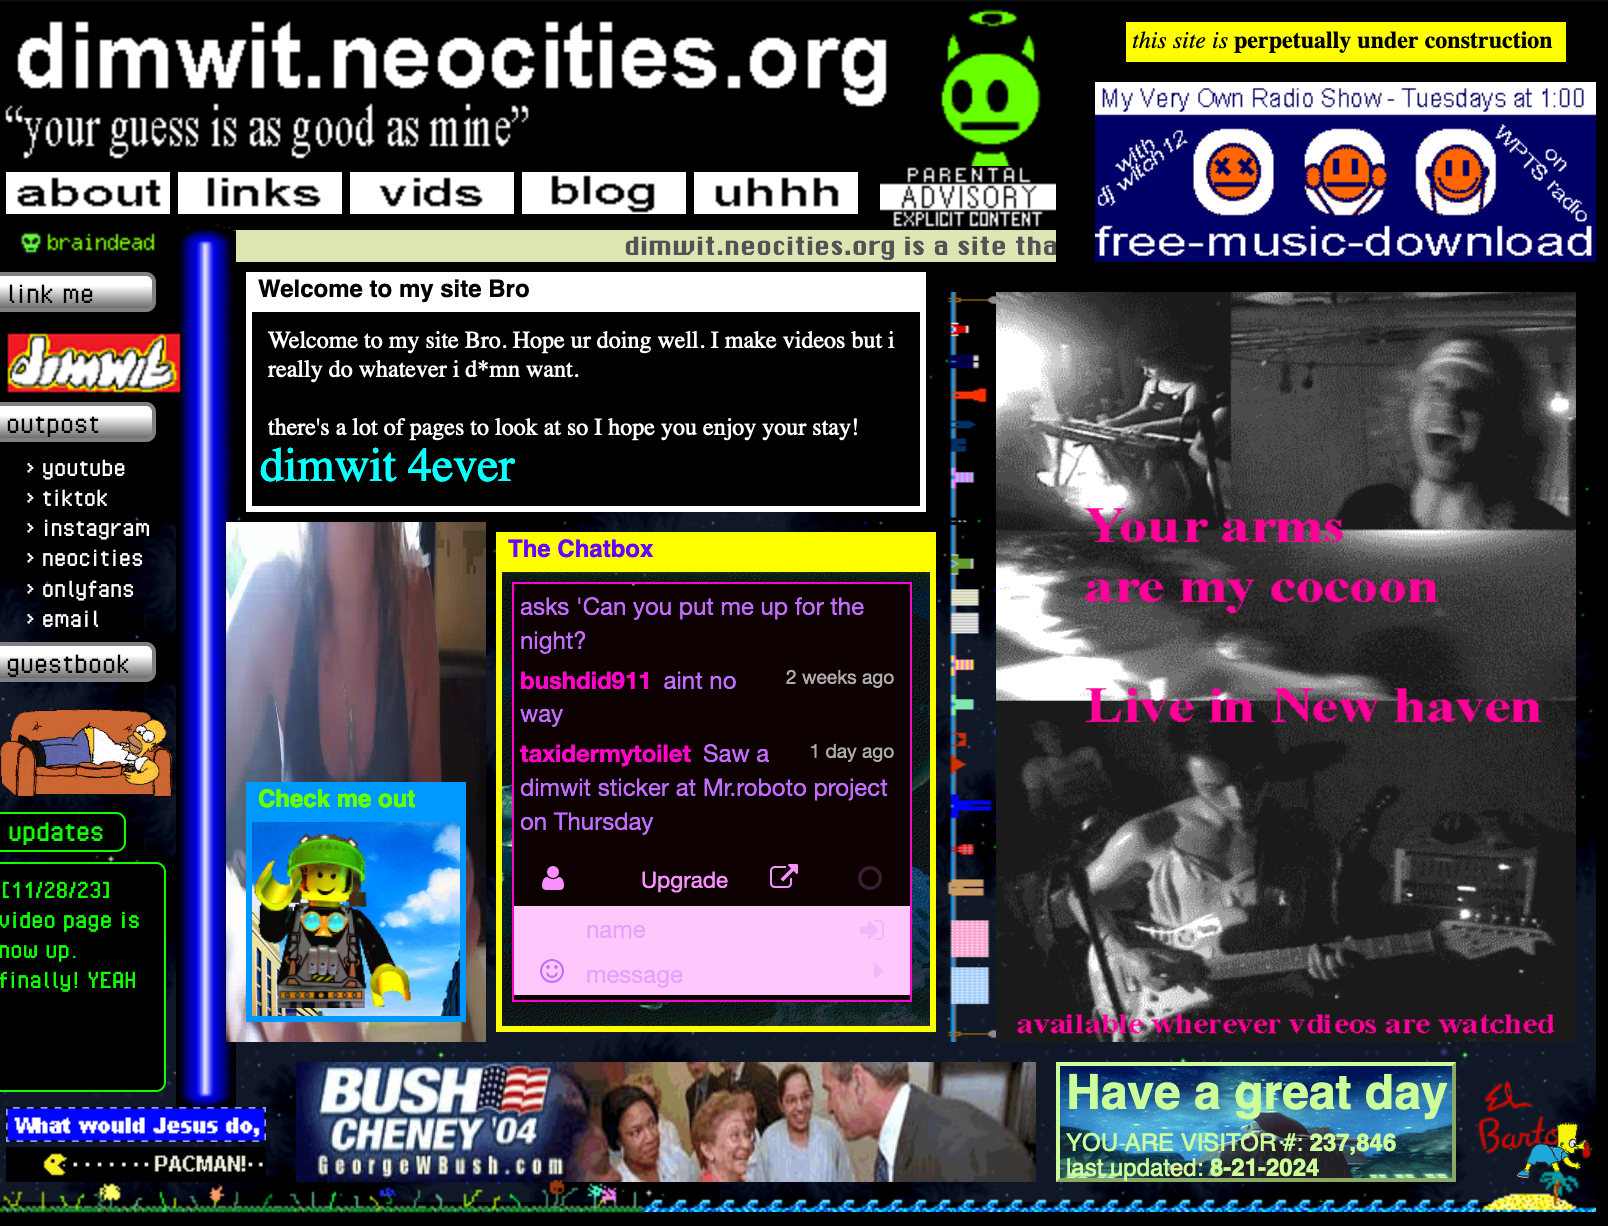 dimwit.neocities.org
“your guess is as good as mine”
about
links
vids
blog
uhhh
PARENTAL
ADVISORY
EXPLICIT CONTENT
this site is perpetually under construction
My Very Own Radio Show - Tuesdays at 1:00
with
dj witch12
on
WPTS radio
free-music-download
braindead
link me
dimwit
outpost
> youtube
> tiktok
> instagram
> neocities
> onlyfans
> email
guestbook
updates
[11/28/23]
video page is
now up.
finally! YEAH
dimwit.neocities.org is a site tha
Welcome to my site Bro
Welcome to my site Bro. Hope ur doing well. I make videos but i
really do whatever i d*mn want.
there's a lot of pages to look at so I hope you enjoy your stay!
dimwit 4ever
Check me out
The Chatbox
asks 'Can you put me up for the
night?
bushdid911 aint no 2 weeks ago
way
taxidermytoilet Saw a 1 day ago
dimwit sticker at Mr.roboto project
on Thursday
Upgrade
name
message
Your arms
are my cocoon
Live in New haven
available wherever vdieos are watched
What would Jesus do,
PACMAN!
BUSH
CHENEY '04
GeorgeWBush.com
Have a great day
YOU ARE VISITOR #: 237,846
last updated: 8-21-2024
El
Barto